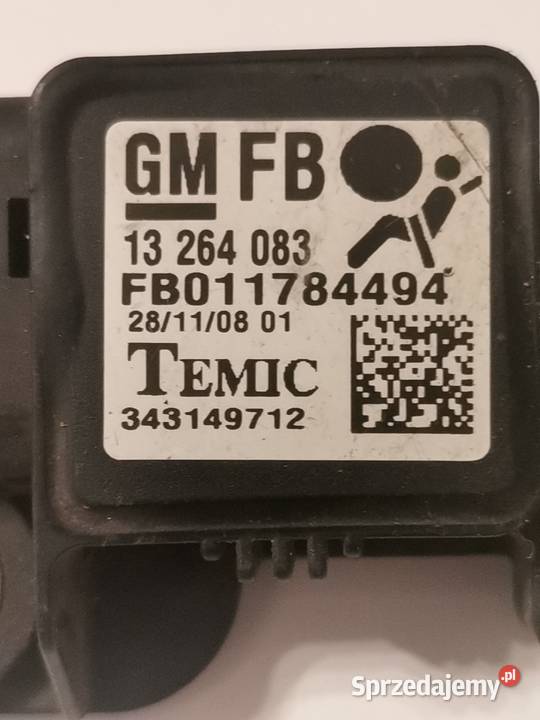 GM FB
13 264 083
FB011784494
28/11/08 01
TEMIC
343149712
Sprzedajemy.pl